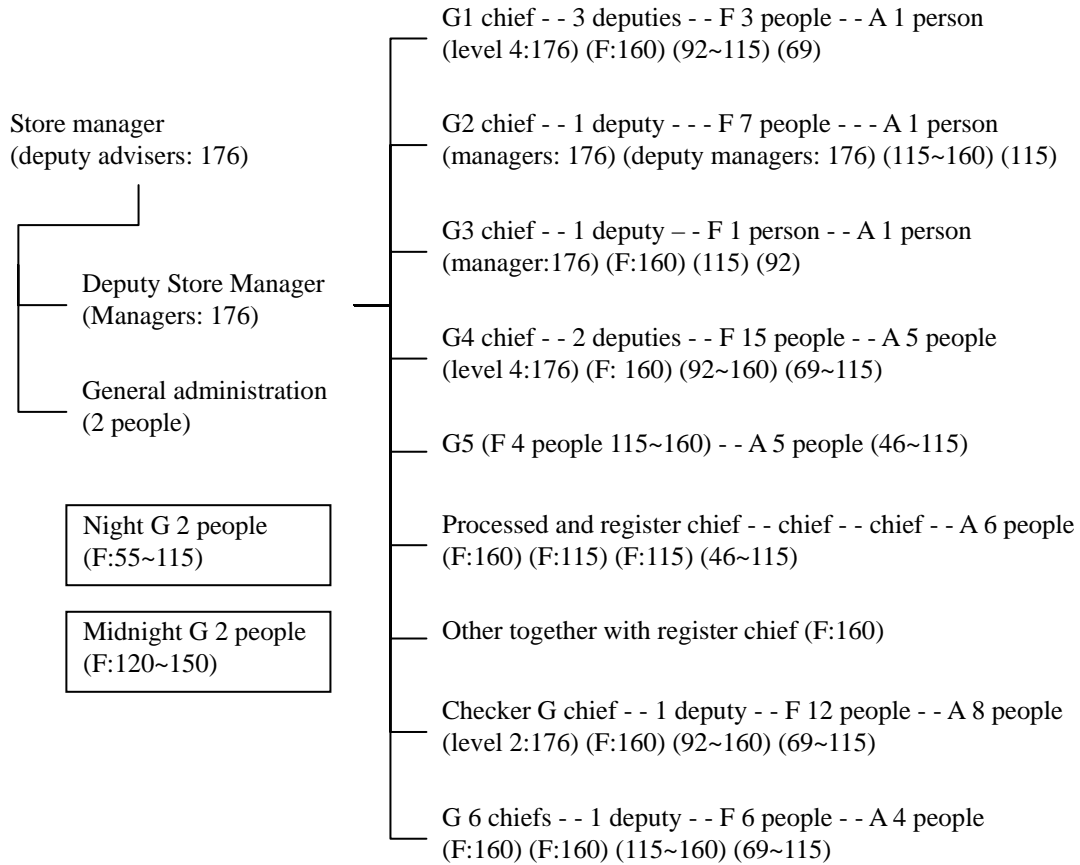 G1 chief - - 3 deputies - - F 3 people - - A 1 person
(level 4:176) (F:160) (92~115) (69)
Store manager
(deputy advisers: 176)
G2 chief - - 1 deputy - - - F 7 people - - - A 1 person
(managers: 176) (deputy managers: 176) (115~160) (115)
G3 chief - - 1 deputy – - F 1 person - - A 1 person
(manager:176) (F:160) (115) (92)
Deputy Store Manager
(Managers: 176)
G4 chief - - 2 deputies - - F 15 people - - A 5 people
(level 4:176) (F: 160) (92~160) (69~115)
General administration
(2 people)
G5 (F 4 people 115~160) - - A 5 people (46~115)
Night G 2 people
(F:55~115)
Processed and register chief - - chief - - chief - - A 6 people
(F:160) (F:115) (F:115) (46~115)
Midnight G 2 people
(F:120~150)
Other together with register chief (F:160)
Checker G chief - - 1 deputy - - F 12 people - - A 8 people
(level 2:176) (F:160) (92~160) (69~115)
G 6 chiefs - - 1 deputy - - F 6 people - - A 4 people
(F:160) (F:160) (115~160) (69~115)